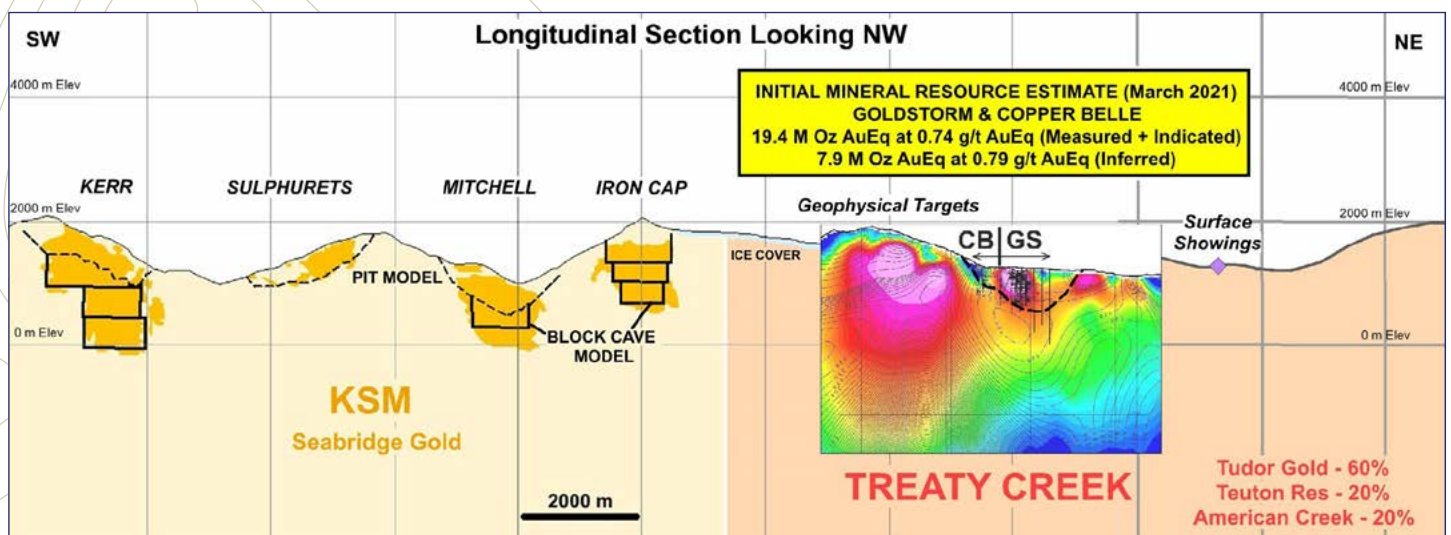 SW
Longitudinal Section Looking NW
NE
4000 m Elev
4000 m Elev
INITIAL MINERAL RESOURCE ESTIMATE (March 2021)
GOLDSTORM & COPPER BELLE
19.4 M Oz AuEq at 0.74 g/t AuEq (Measured + Indicated)
7.9 M Oz AuEq at 0.79 g/t AuEq (Inferred)
KERR
SULPHURETS
MITCHELL
IRON CAP
2000 m Elev
Geophysical Targets
2000 m Elev
Surface
Showings
CB GS
ICE COVER
PIT MODEL
0 m Elev
BLOCK CAVE
MODEL
0 m Elev
KSM
Seabridge Gold
2000 m
TREATY CREEK
Tudor Gold - 60%
Teuton Res - 20%
American Creek - 20%